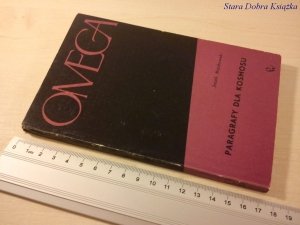 Stara Dobra Książka
OMEGA
PARAGRAFY DLA KOSMOSU
0 1cm 2 3 4 5 6 7 8 9 10 11 12 13 14 15 16 17 18 19